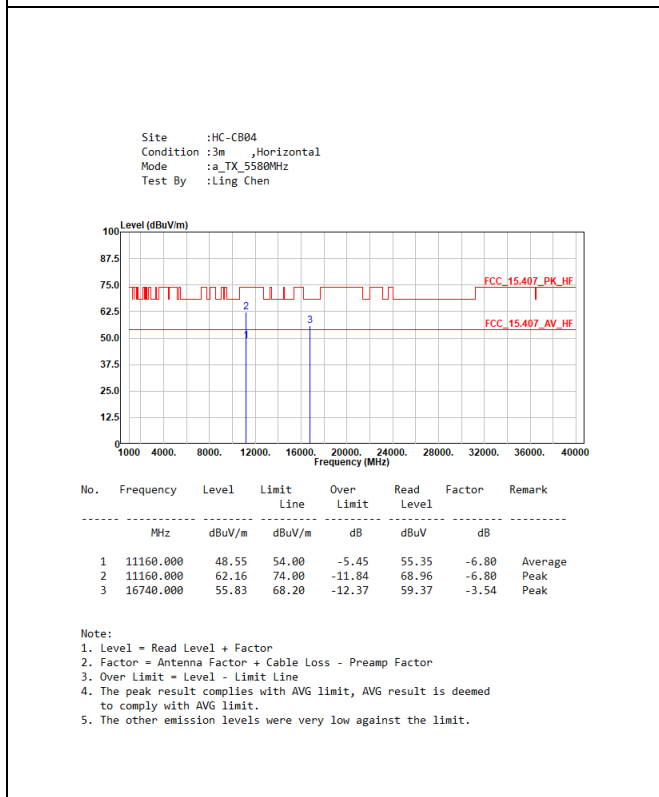 Site :HC-CB04
Condition :3m ,Horizontal
Mode :a_TX_5580MHz
Test By :Ling Chen
Level (dBuV/m)
100
87.5
75.0
62.5
50.0
37.5
25.0
12.5
0
FCC_15.407_PK_HF
FCC_15.407_AV_HF
2
1
3
1000 4000. 8000. 12000. 16000. 20000. 24000. 28000. 32000. 36000. 40000
Frequency (MHz)
No. Frequency Level Limit Over Read Factor Remark
Line Limit Level
------ --------- -------- --------- --------- -------- -------- --------
MHz dBuV/m dBuV/m dB dBuV dB
1 11160.000 48.55 54.00 -5.45 55.35 -6.80 Average
2 11160.000 62.16 74.00 -11.84 68.96 -6.80 Peak
3 16740.000 55.83 68.20 -12.37 59.37 -3.54 Peak
Note:
1. Level = Read Level + Factor
2. Factor = Antenna Factor + Cable Loss - Preamp Factor
3. Over Limit = Level - Limit Line
4. The peak result complies with AVG limit, AVG result is deemed
to comply with AVG limit.
5. The other emission levels were very low against the limit.